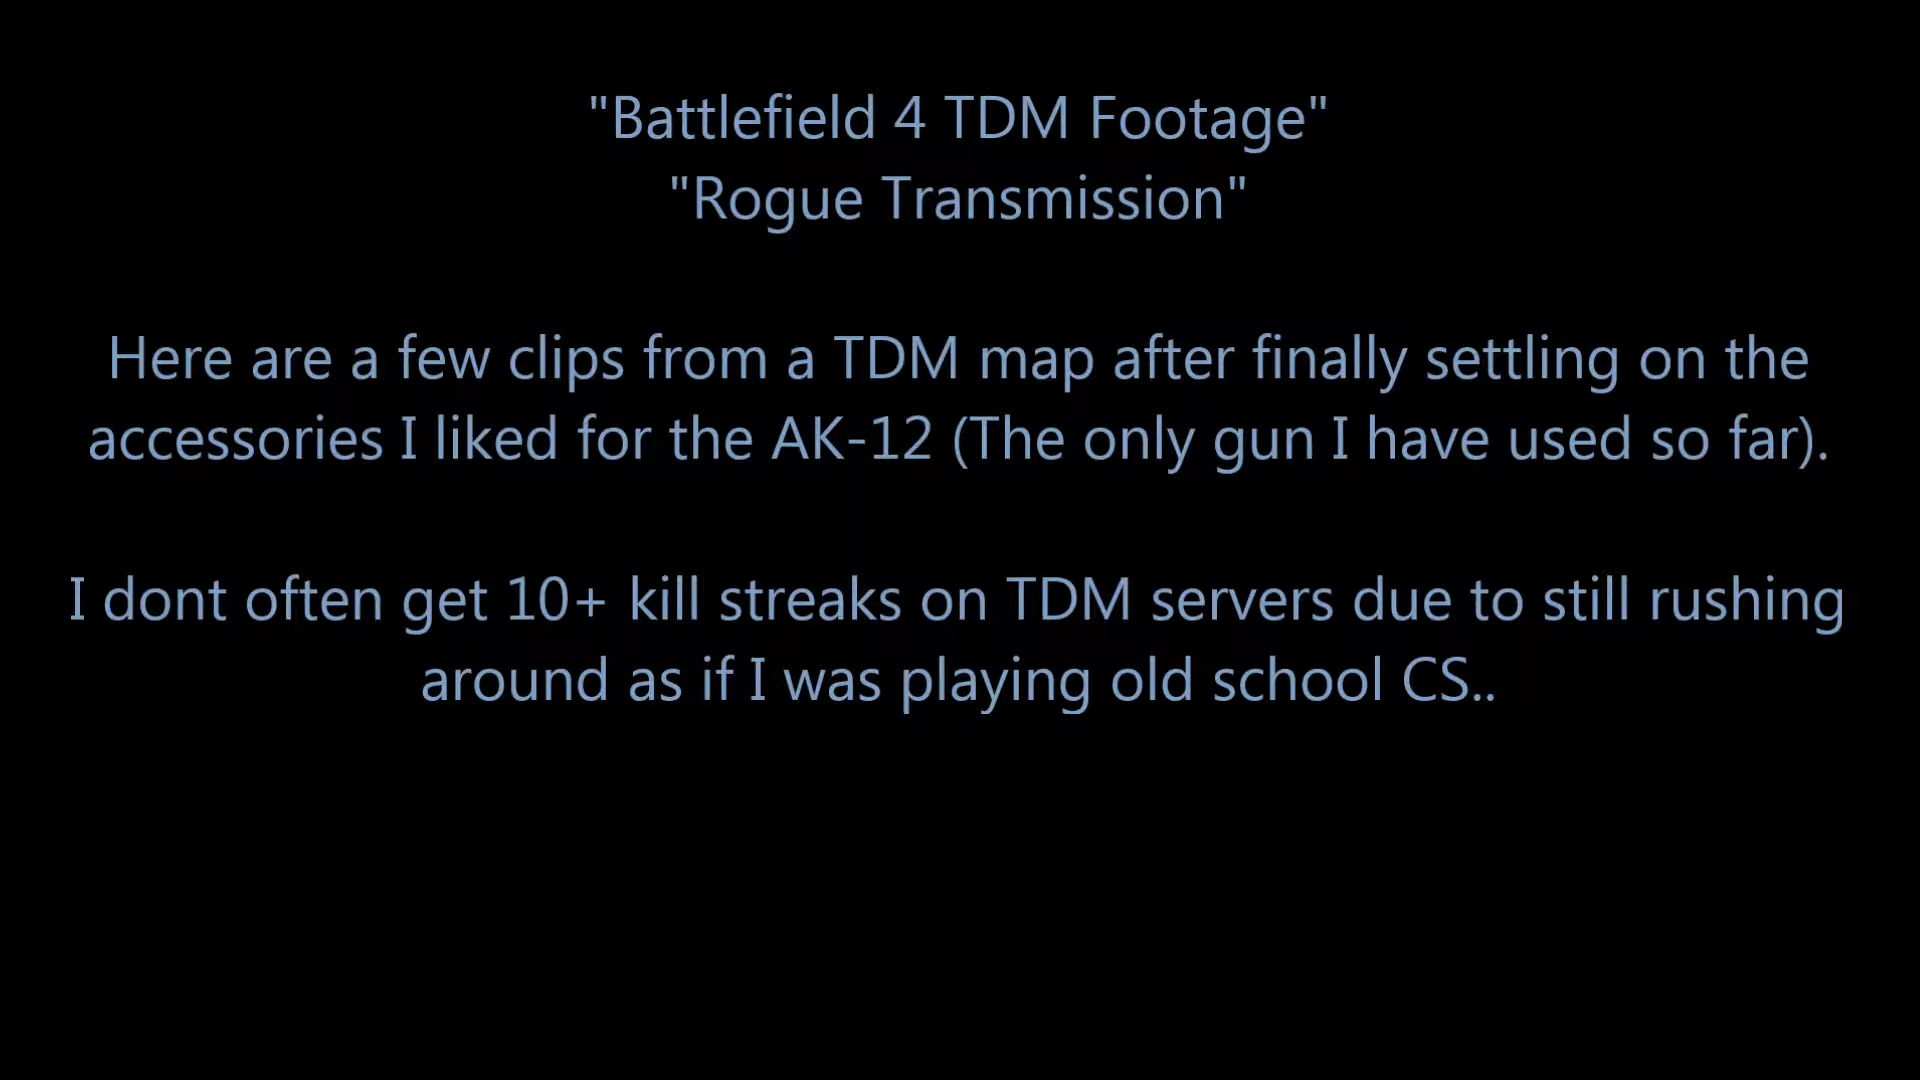 "Battlefield 4 TDM Footage"
"Rogue Transmission"
Here are a few clips from a TDM map after finally settling on the
accessories I liked for the AK-12 (The only gun I have used so far).
I dont often get 10+ kill streaks on TDM servers due to still rushing
around as if I was playing old school CS..